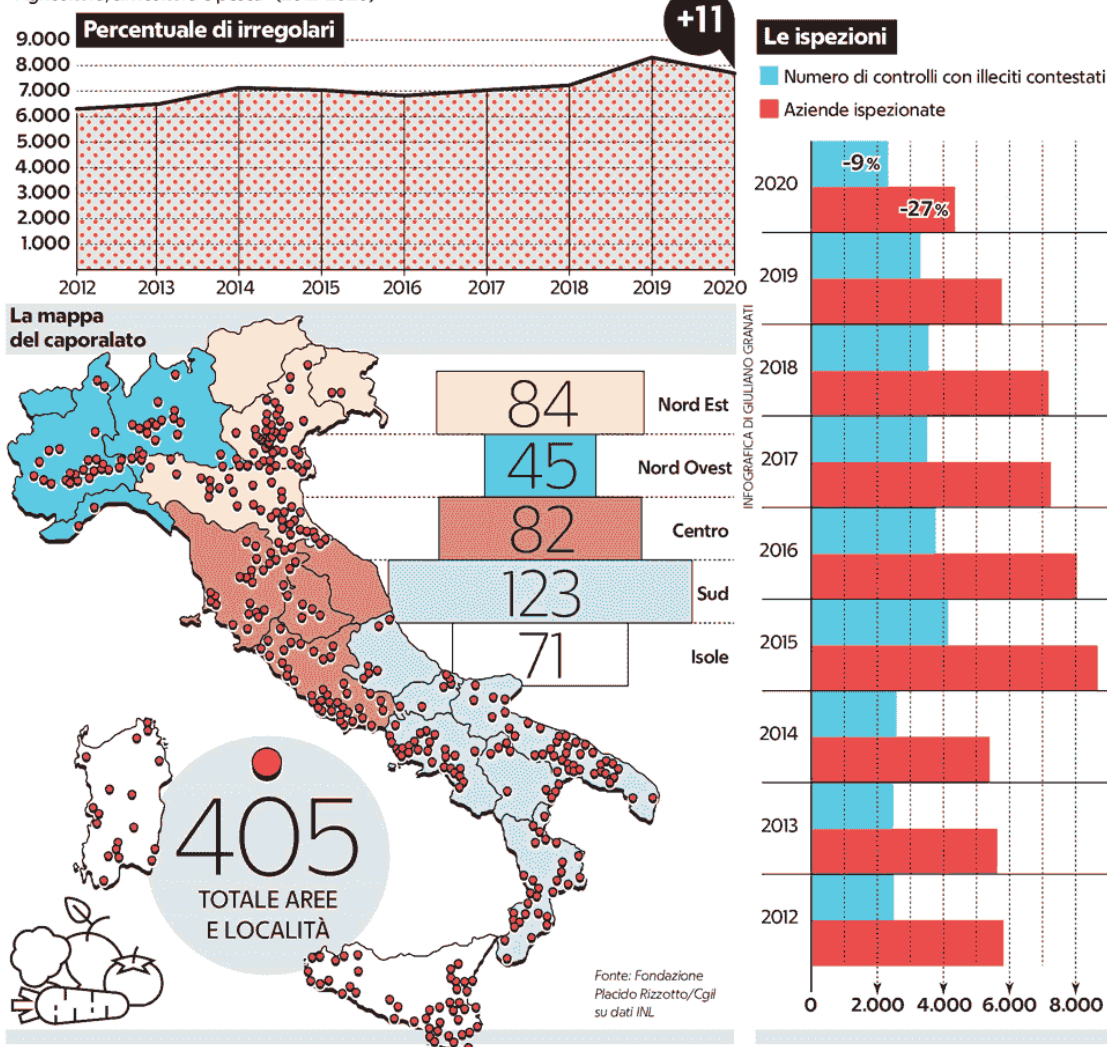 Percentuale di irregolari
+11
9.000
8.000
7.000
6.000
5.000
4.000
3.000
2.000
1.000
2012 2013 2014 2015 2016 2017 2018 2019 2020
La mappa
del caporalato
84 Nord Est
45 Nord Ovest
82 Centro
123 Sud
71 Isole
405
TOTALE AREE
E LOCALITÀ
Fonte: Fondazione
Placido Rizzotto/Cgil
su dati INL
INFOGRAFICA DI GIULIANO GRANATI
Le ispezioni
Numero di controlli con illeciti contestati
Aziende ispezionate
2020
-9%
-27%
2019
2018
2017
2016
2015
2014
2013
2012
0 2.000 4.000 6.000 8.000